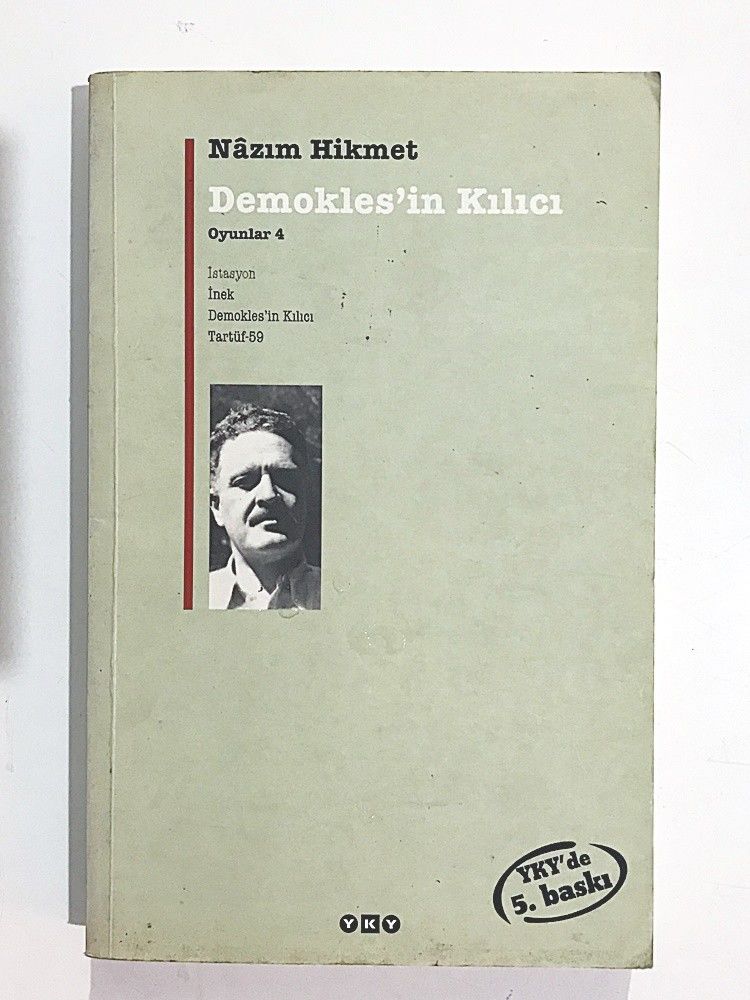 Nâzım Hikmet
Demokles'in Kılıcı
Oyunlar 4
İstasyon
İnek
Demokles'in Kılıcı
Tartüf-59
YKY'de
5. baskı
YKY